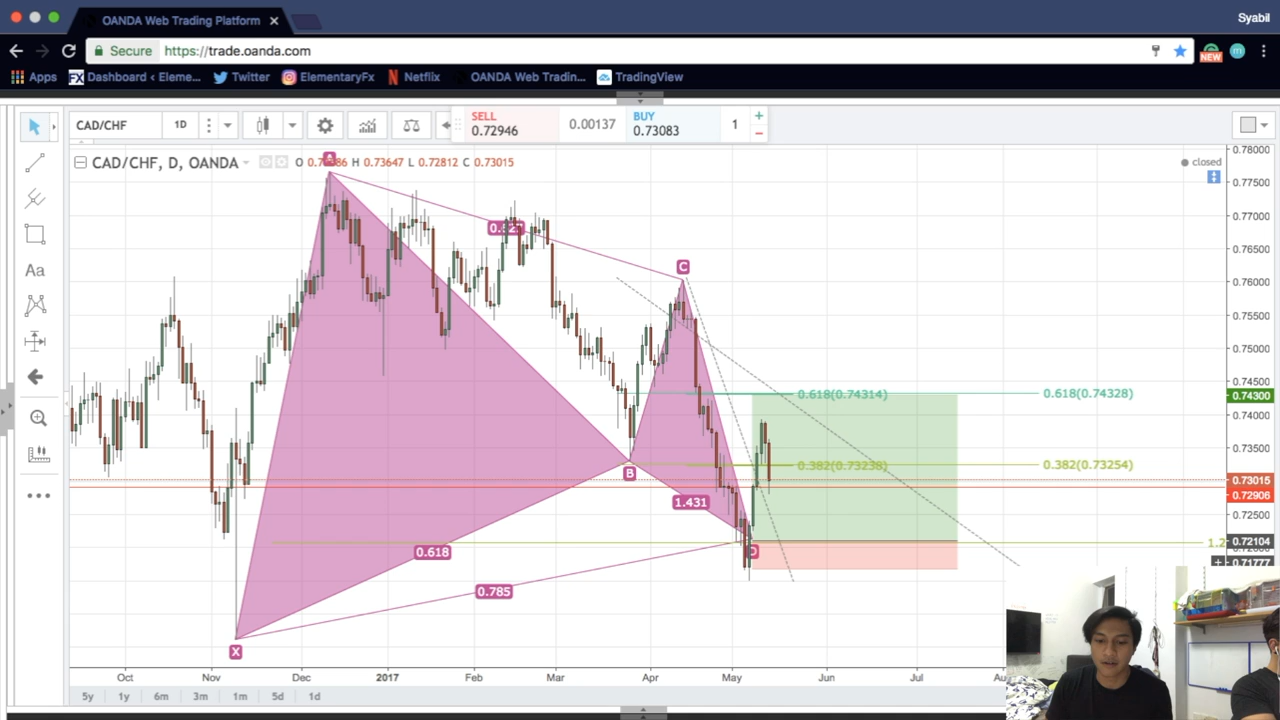 OANDA Web Trading Platform
Syabil
Secure https://trade.oanda.com
NEW
m
Apps FX Dashboard ‹ Eleme... Twitter ElementaryFx Netflix OANDA Web Tradin... TradingView
CAD/CHF 1D
SELL 0.72946
0.00137
BUY 0.73083
1
CAD/CHF, D, OANDA
H 0.73647 L 0.72812 C 0.73015
closed
A
C
B
X
D
0.618
0.785
1.431
0.618(0.74314)
0.618(0.74328)
0.382(0.73238)
0.382(0.73254)
0.78000
0.77500
0.77000
0.76500
0.76000
0.75500
0.75000
0.74500
0.74300
0.74000
0.73500
0.73015
0.72906
0.72500
0.72104
0.71777
Aa
Oct Nov Dec 2017 Feb Mar Apr May Jun Jul
5y 1y 6m 3m 1m 5d 1d